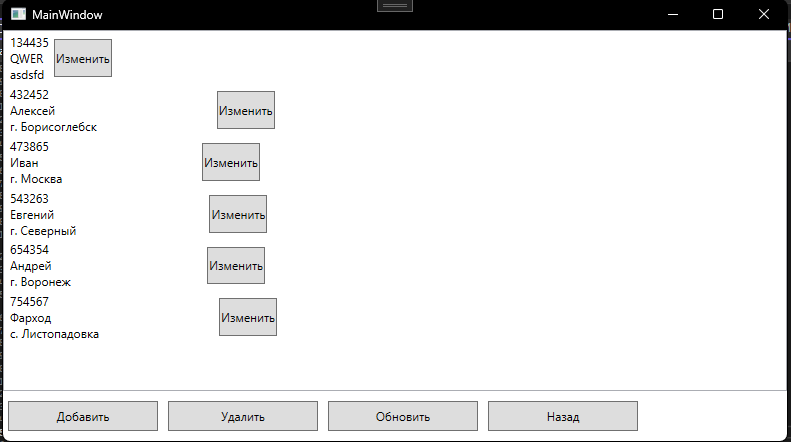 MainWindow
134435
QWER
asdsfd
Изменить
432452
Алексей
г. Борисоглебск
Изменить
473865
Иван
г. Москва
Изменить
543263
Евгений
г. Северный
Изменить
654354
Андрей
г. Воронеж
Изменить
754567
Фарход
с. Листопадовка
Изменить
Добавить
Удалить
Обновить
Назад